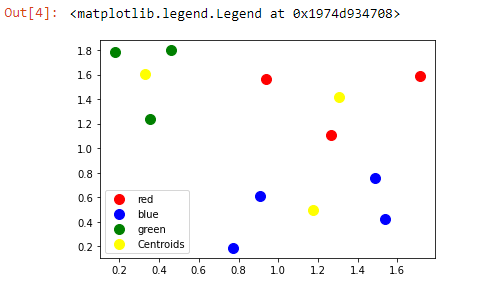 Out[4]: <matplotlib.legend.Legend at 0x1974d934708>
1.8
1.6
1.4
1.2
1.0
0.8
0.6
0.4
0.2
red
blue
green
Centroids
0.2 0.4 0.6 0.8 1.0 1.2 1.4 1.6